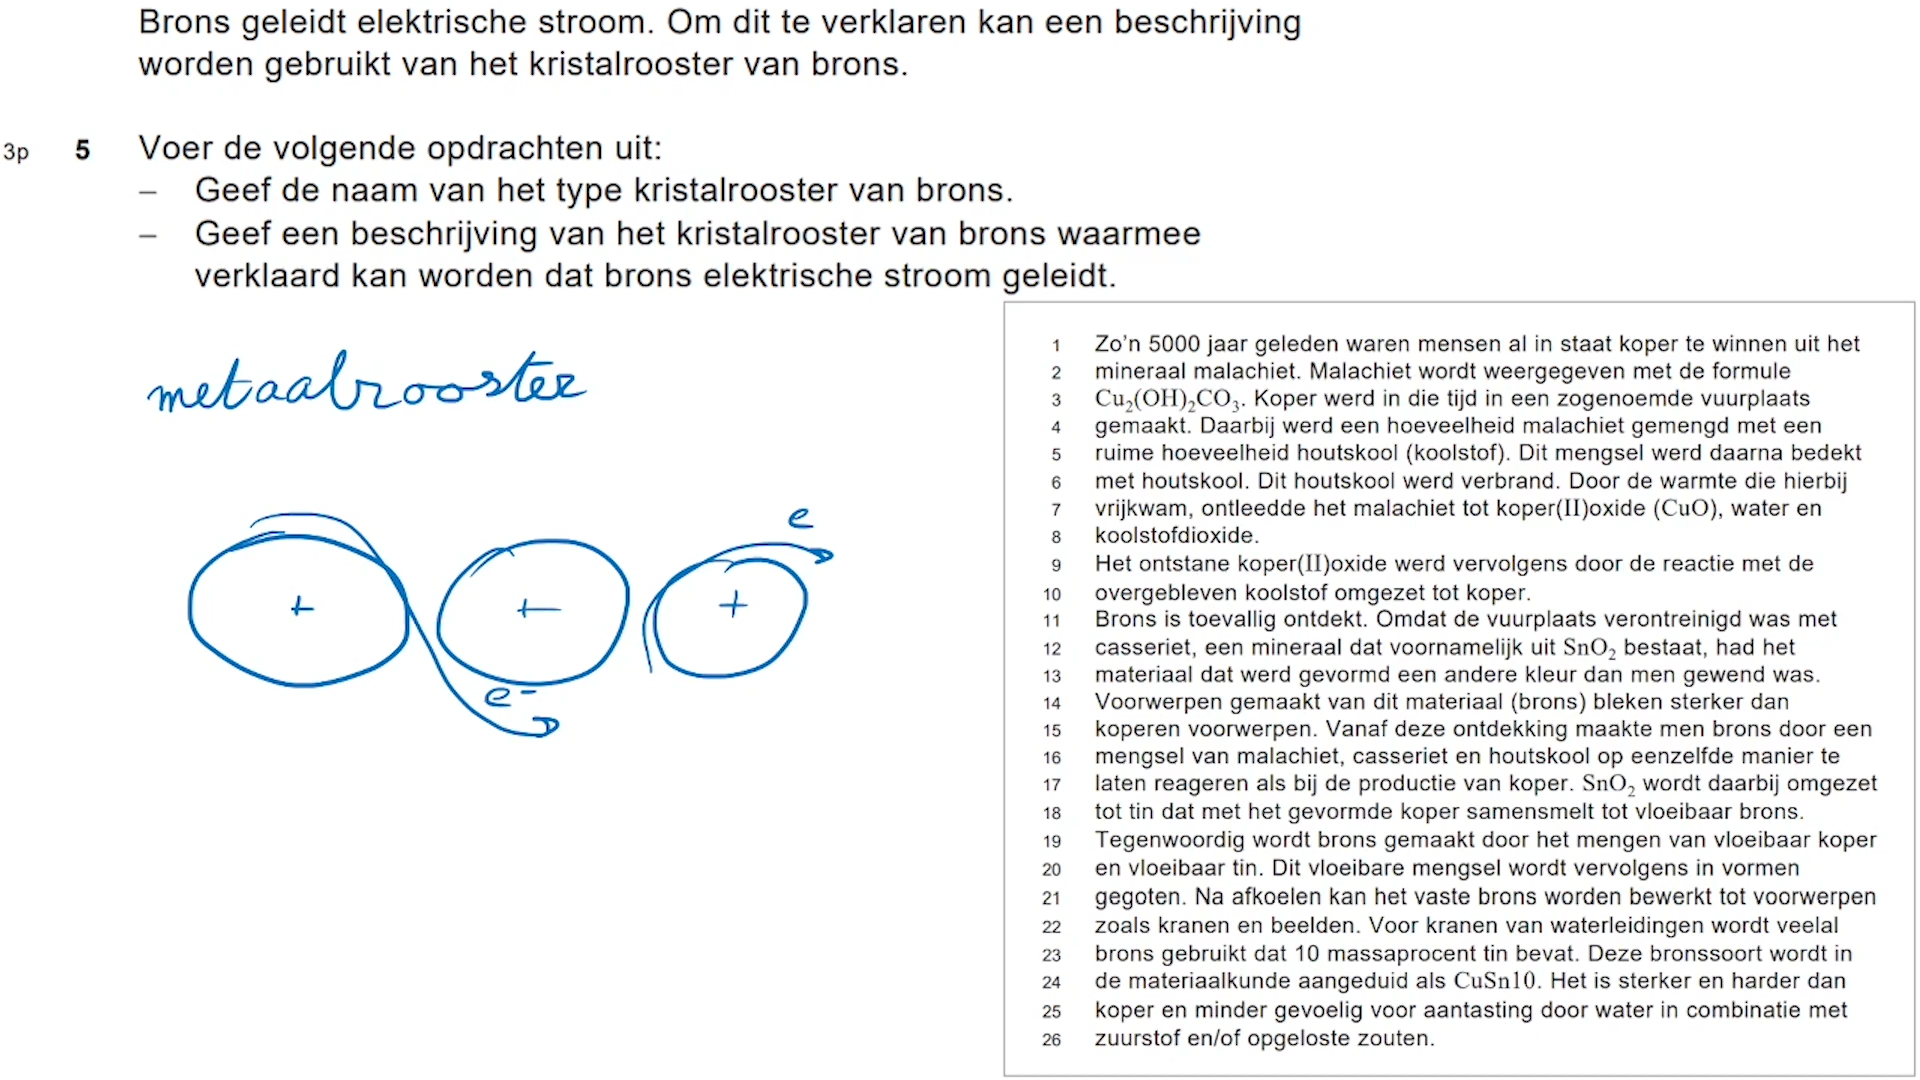 Brons geleidt elektrische stroom. Om dit te verklaren kan een beschrijving
worden gebruikt van het kristalrooster van brons.
3p 5 Voer de volgende opdrachten uit:
– Geef de naam van het type kristalrooster van brons.
– Geef een beschrijving van het kristalrooster van brons waarmee
verklaard kan worden dat brons elektrische stroom geleidt.
metaalrooster
e
+ + +
e-
1 Zo'n 5000 jaar geleden waren mensen al in staat koper te winnen uit het
2 mineraal malachiet. Malachiet wordt weergegeven met de formule
3 Cu₂(OH)₂CO₃. Koper werd in die tijd in een zogenoemde vuurplaats
4 gemaakt. Daarbij werd een hoeveelheid malachiet gemengd met een
5 ruime hoeveelheid houtskool (koolstof). Dit mengsel werd daarna bedekt
6 met houtskool. Dit houtskool werd verbrand. Door de warmte die hierbij
7 vrijkwam, ontleedde het malachiet tot koper(II)oxide (CuO), water en
8 koolstofdioxide.
9 Het ontstane koper(II)oxide werd vervolgens door de reactie met de
10 overgebleven koolstof omgezet tot koper.
11 Brons is toevallig ontdekt. Omdat de vuurplaats verontreinigd was met
12 casseriet, een mineraal dat voornamelijk uit SnO₂ bestaat, had het
13 materiaal dat werd gevormd een andere kleur dan men gewend was.
14 Voorwerpen gemaakt van dit materiaal (brons) bleken sterker dan
15 koperen voorwerpen. Vanaf deze ontdekking maakte men brons door een
16 mengsel van malachiet, casseriet en houtskool op eenzelfde manier te
17 laten reageren als bij de productie van koper. SnO₂ wordt daarbij omgezet
18 tot tin dat met het gevormde koper samensmelt tot vloeibaar brons.
19 Tegenwoordig wordt brons gemaakt door het mengen van vloeibaar koper
20 en vloeibaar tin. Dit vloeibare mengsel wordt vervolgens in vormen
21 gegoten. Na afkoelen kan het vaste brons worden bewerkt tot voorwerpen
22 zoals kranen en beelden. Voor kranen van waterleidingen wordt veelal
23 brons gebruikt dat 10 massaprocent tin bevat. Deze bronssoort wordt in
24 de materiaalkunde aangeduid als CuSn10. Het is sterker en harder dan
25 koper en minder gevoelig voor aantasting door water in combinatie met
26 zuurstof en/of opgeloste zouten.